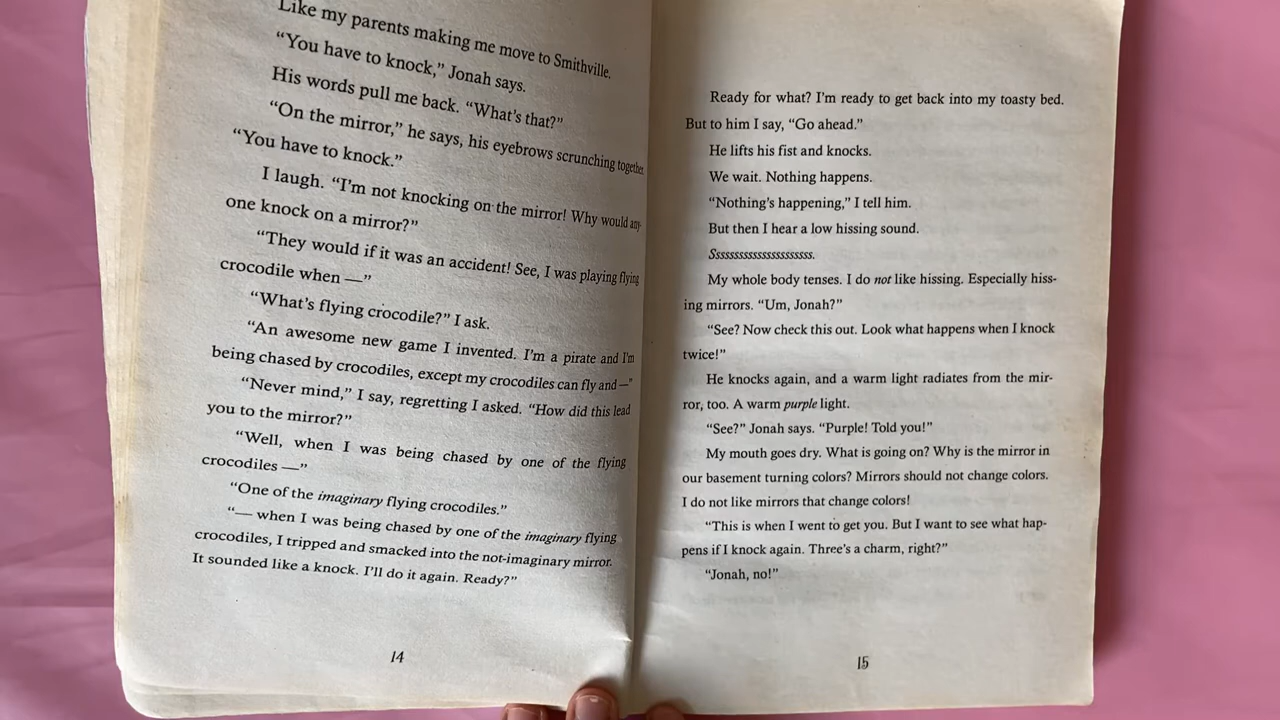 Like my parents making me move to Smithville.
“You have to knock,” Jonah says.
His words pull me back. “What’s that?”
“On the mirror,” he says, his eyebrows scrunching together.
“You have to knock.”
I laugh. “I’m not knocking on the mirror! Why would any-
one knock on a mirror?”
“They would if it was an accident! See, I was playing flying
crocodile when —”
“What’s flying crocodile?” I ask.
“An awesome new game I invented. I’m a pirate and I’m
being chased by crocodiles, except my crocodiles can fly and —”
“Never mind,” I say, regretting I asked. “How did this lead
you to the mirror?”
“Well, when I was being chased by one of the flying
crocodiles —”
“One of the imaginary flying crocodiles.”
“— when I was being chased by one of the imaginary flying
crocodiles, I tripped and smacked into the not-imaginary mirror.
It sounded like a knock. I’ll do it again. Ready?”
14
Ready for what? I’m ready to get back into my toasty bed.
But to him I say, “Go ahead.”
He lifts his fist and knocks.
We wait. Nothing happens.
“Nothing’s happening,” I tell him.
But then I hear a low hissing sound.
Ssssssssssssssssssssss.
My whole body tenses. I do not like hissing. Especially hiss-
ing mirrors. “Um, Jonah?”
“See? Now check this out. Look what happens when I knock
twice!”
He knocks again, and a warm light radiates from the mir-
ror, too. A warm purple light.
“See?” Jonah says. “Purple! Told you!”
My mouth goes dry. What is going on? Why is the mirror in
our basement turning colors? Mirrors should not change colors.
I do not like mirrors that change colors!
“This is when I went to get you. But I want to see what hap-
pens if I knock again. Three’s a charm, right?”
“Jonah, no!”
15